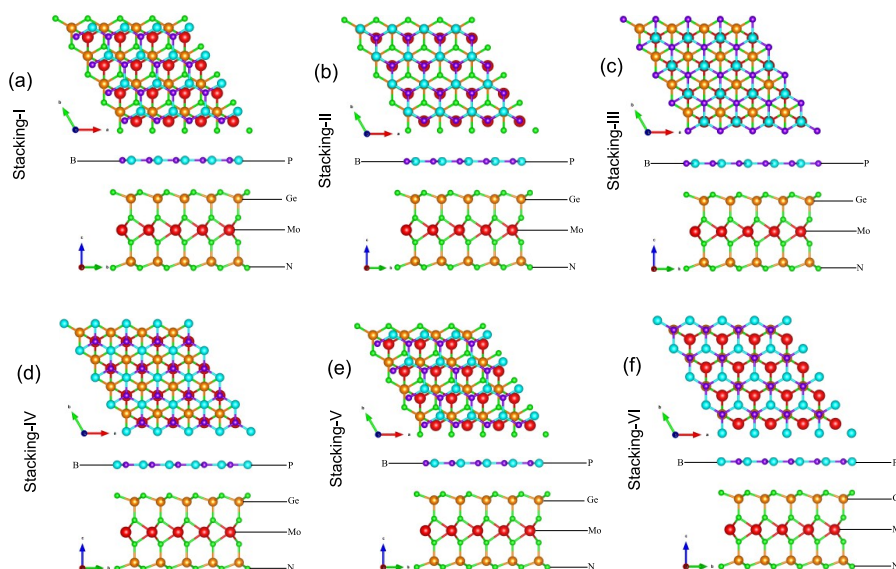 (a)
Stacking-I
b
a
B
P
Ge
Mo
N
c
b
(b)
Stacking-II
b
a
B
P
Ge
Mo
N
c
b
(c)
Stacking-III
b
a
B
P
Ge
Mo
N
c
b
(d)
Stacking-IV
b
a
B
P
Ge
Mo
N
c
b
(e)
Stacking-V
b
a
B
P
Ge
Mo
N
c
b
(f)
Stacking-VI
b
a
B
c
b